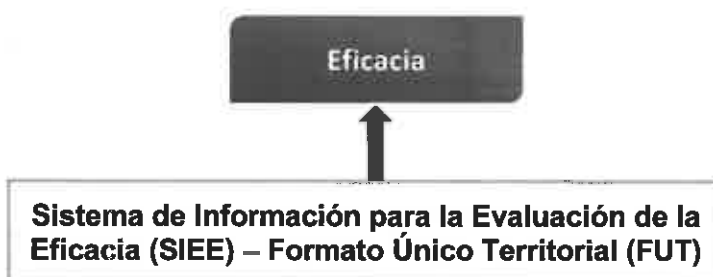 Eficacia
Sistema de Información para la Evaluación de la
Eficacia (SIEE) – Formato Único Territorial (FUT)